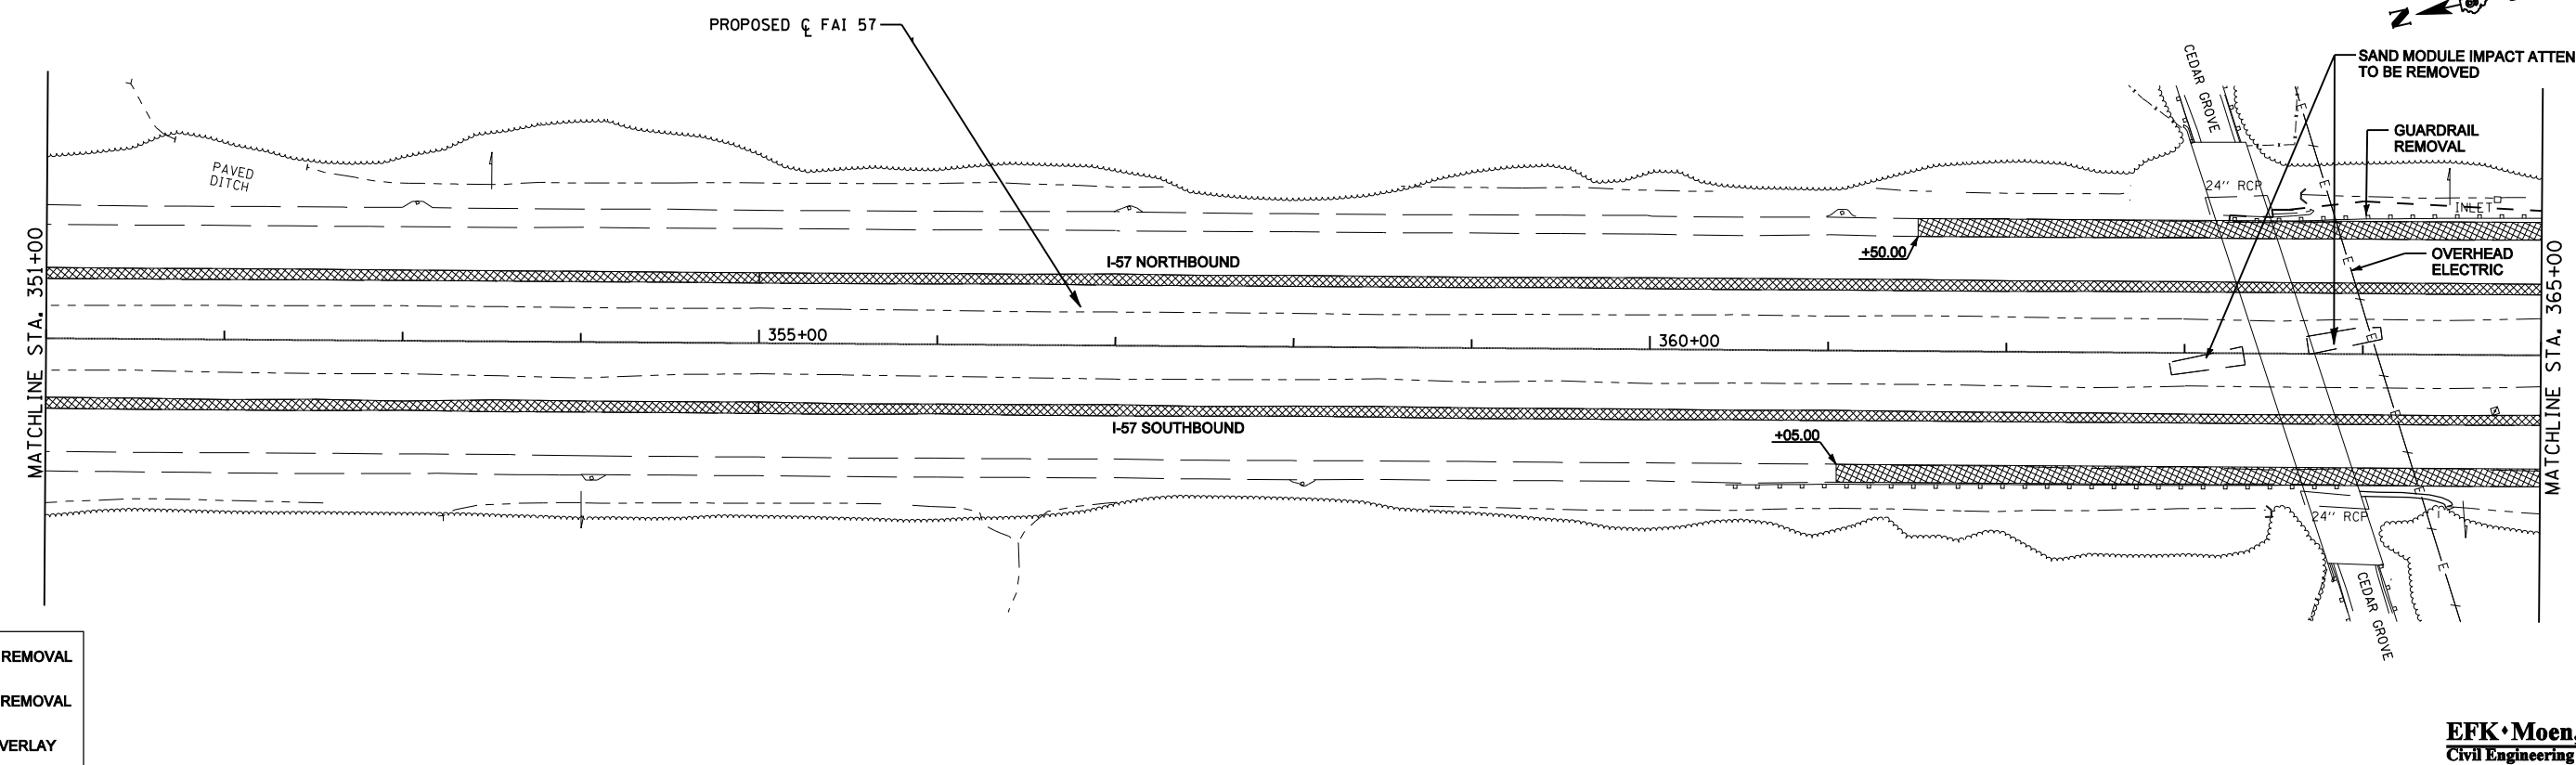 PROPOSED ℄ FAI 57
N
SAND MODULE IMPACT ATTEN
TO BE REMOVED
CEDAR GROVE
GUARDRAIL
REMOVAL
PAVED
DITCH
24" RCP
INLET
+50.00
OVERHEAD
ELECTRIC
I-57 NORTHBOUND
MATCHLINE STA. 351+00
355+00
360+00
MATCHLINE STA. 365+00
I-57 SOUTHBOUND
+05.00
24" RCP
CEDAR GROVE
E
E
E
E
E
E
E
REMOVAL
REMOVAL
VERLAY
EFK•Moen,
Civil Engineering